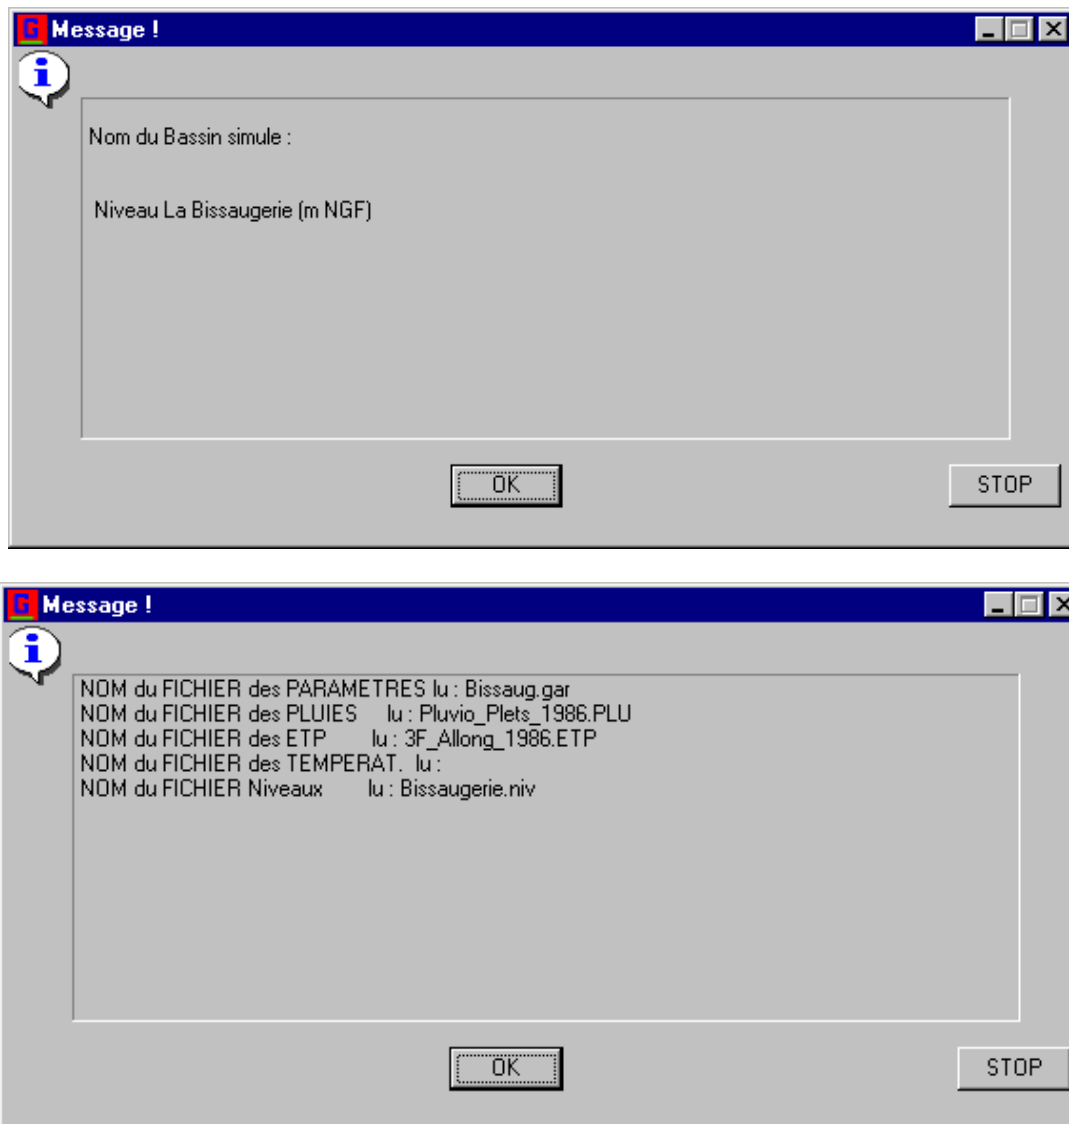 G Message !
Nom du Bassin simule :
Niveau La Bissaugerie (m NGF)
OK
STOP
G Message !
NOM du FICHIER des PARAMETRES lu : Bissaug.gar
NOM du FICHIER des PLUIES lu : Pluvio_Plets_1986.PLU
NOM du FICHIER des ETP lu : 3F_Allong_1986.ETP
NOM du FICHIER des TEMPERAT. lu :
NOM du FICHIER Niveaux lu : Bissaugerie.niv
OK
STOP